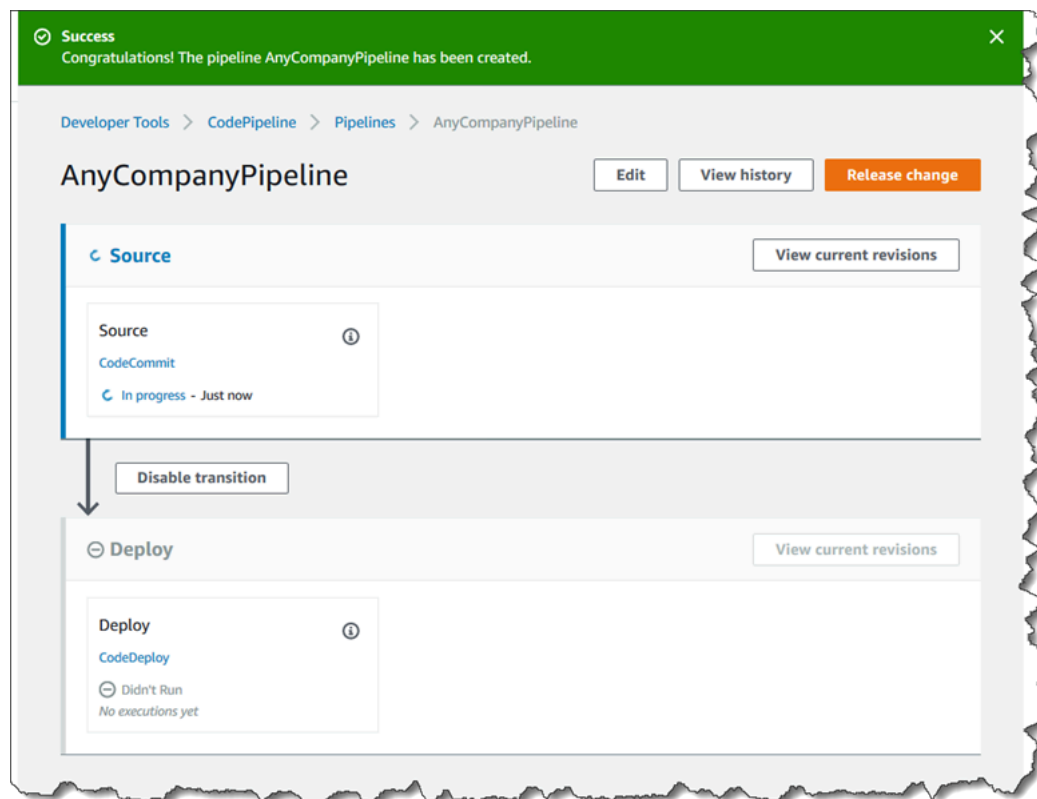 Success
Congratulations! The pipeline AnyCompanyPipeline has been created.
Developer Tools > CodePipeline > Pipelines > AnyCompanyPipeline
AnyCompanyPipeline
Edit
View history
Release change
Source
View current revisions
Source
CodeCommit
In progress - Just now
Disable transition
Deploy
View current revisions
Deploy
CodeDeploy
Didn't Run
No executions yet